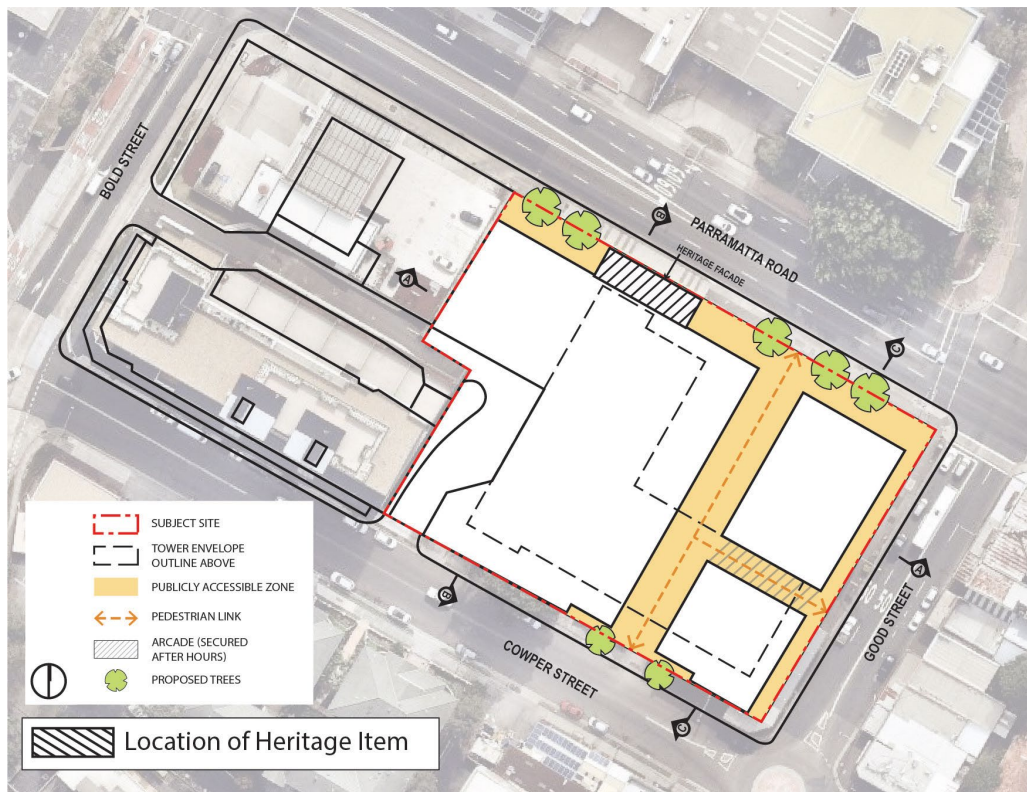 BOLD STREET
PARRAMATTA ROAD
HERITAGE FACADE
B
A
C
A
B
C
GOOD STREET
COWPER STREET
SUBJECT SITE
TOWER ENVELOPE
OUTLINE ABOVE
PUBLICLY ACCESSIBLE ZONE
PEDESTRIAN LINK
ARCADE (SECURED
AFTER HOURS)
PROPOSED TREES
Location of Heritage Item